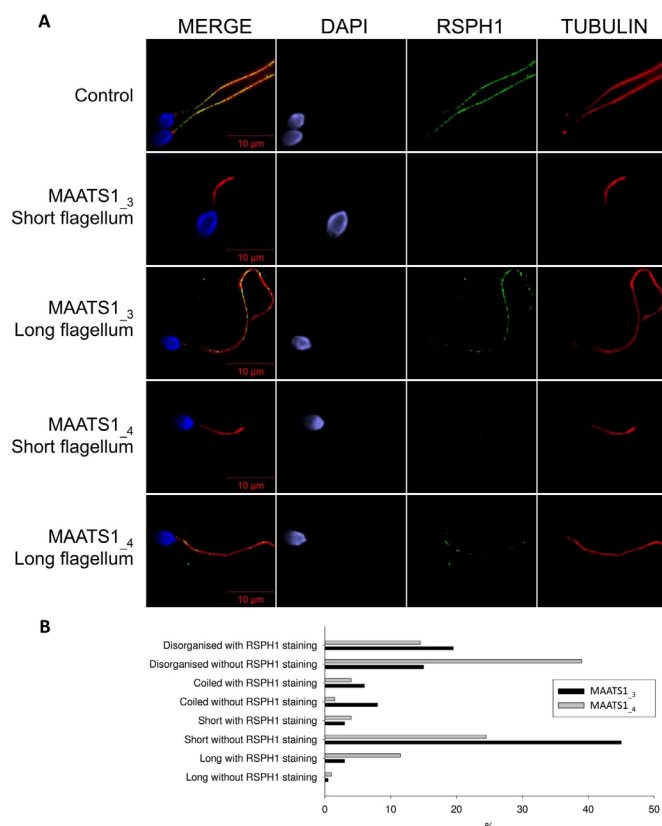 A
MERGE DAPI RSPH1 TUBULIN
Control
10 µm
MAATS1_3
Short flagellum
10 µm
MAATS1_3
Long flagellum
10 µm
MAATS1_4
Short flagellum
10 µm
MAATS1_4
Long flagellum
10 µm
B
Disorganised with RSPH1 staining
Disorganised without RSPH1 staining
Coiled with RSPH1 staining
Coiled without RSPH1 staining
Short with RSPH1 staining
Short without RSPH1 staining
Long with RSPH1 staining
Long without RSPH1 staining
MAATS1_3
MAATS1_4
0 10 20 30 40 50
%